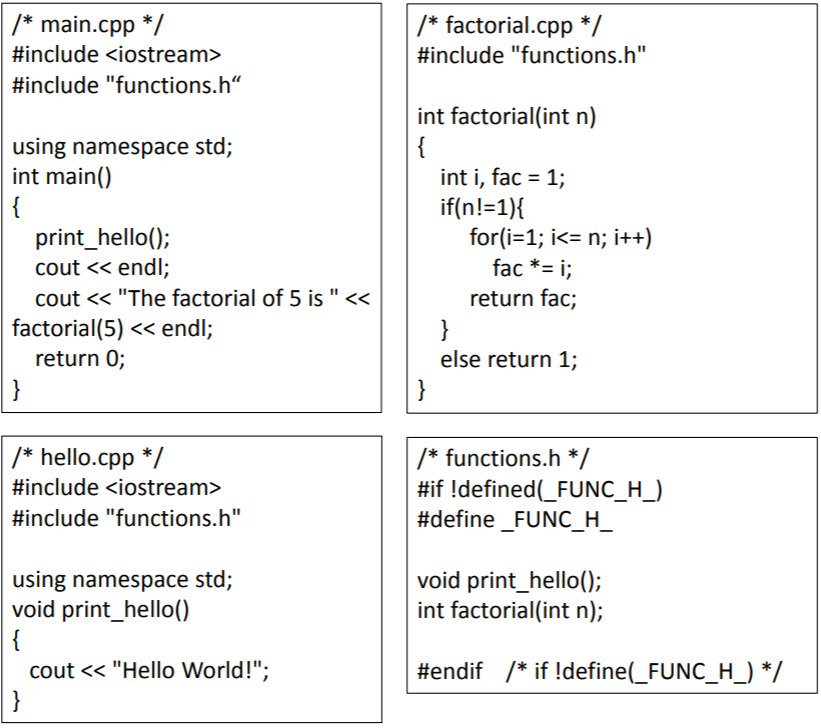 /* main.cpp */
#include <iostream>
#include "functions.h“
using namespace std;
int main()
{
print_hello();
cout << endl;
cout << "The factorial of 5 is " <<
factorial(5) << endl;
return 0;
}
/* factorial.cpp */
#include "functions.h"
int factorial(int n)
{
int i, fac = 1;
if(n!=1){
for(i=1; i<= n; i++)
fac *= i;
return fac;
}
else return 1;
}
/* hello.cpp */
#include <iostream>
#include "functions.h"
using namespace std;
void print_hello()
{
cout << "Hello World!";
}
/* functions.h */
#if !defined(_FUNC_H_)
#define _FUNC_H_
void print_hello();
int factorial(int n);
#endif /* if !define(_FUNC_H_) */